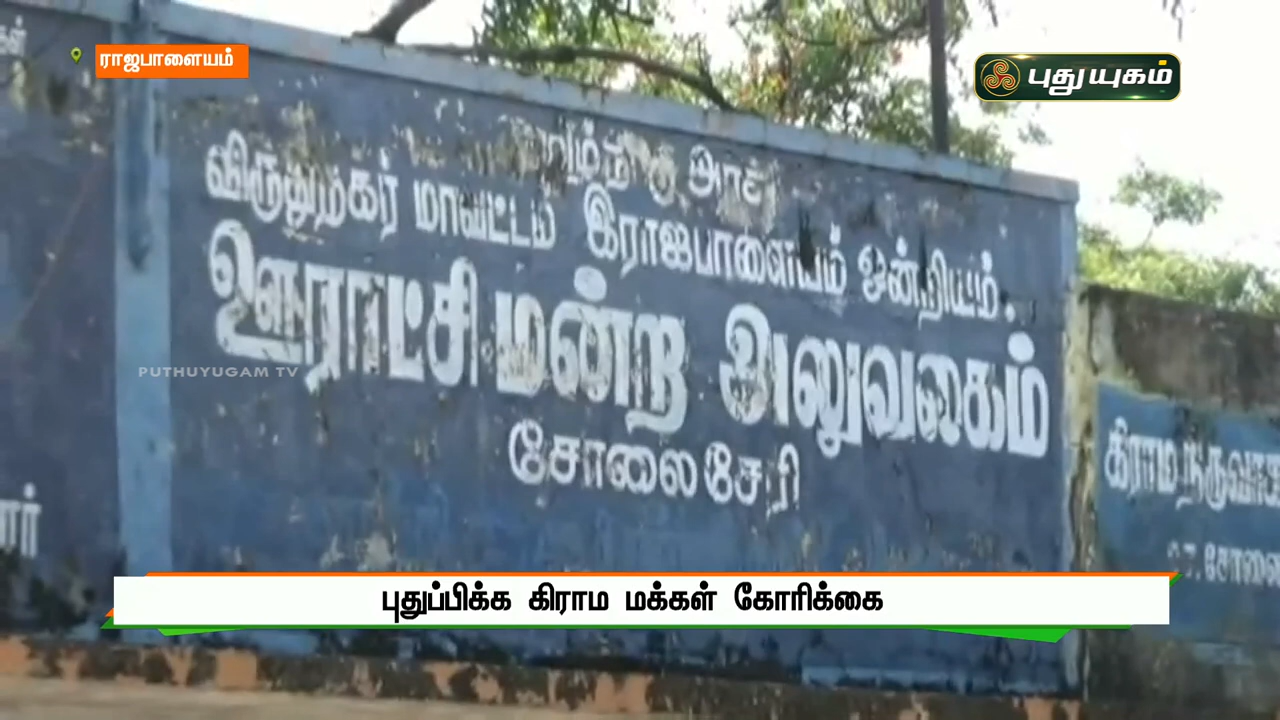 ராஜபாளையம்
புதுயுகம்
விருதுநகர் மாவட்டம் இராஜபாளையம் ஒன்றியம்.
ஊராட்சி மன்ற அலுவலகம்
சோலைசேரி
PUTHUYUGAM TV
புதுப்பிக்க கிராம மக்கள் கோரிக்கை